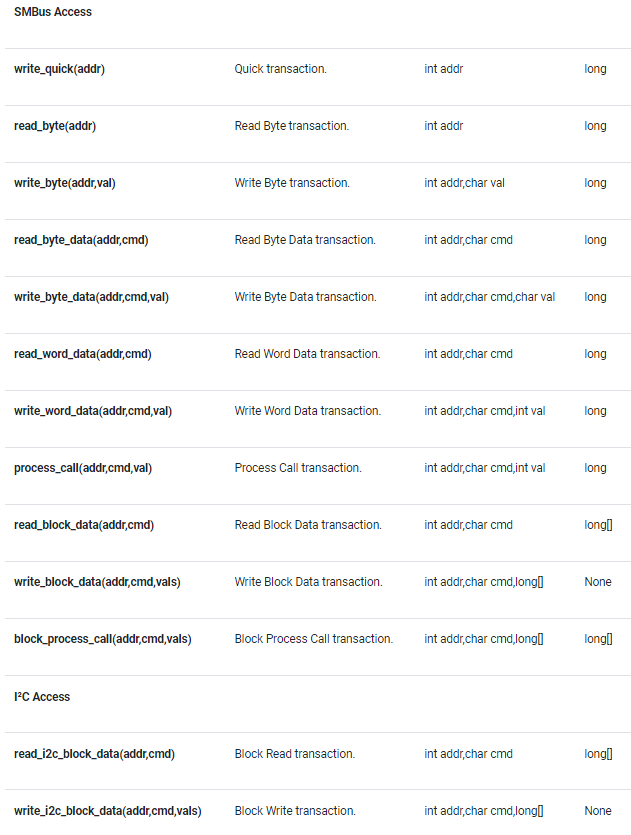 SMBus Access
write_quick(addr) Quick transaction. int addr long
read_byte(addr) Read Byte transaction. int addr long
write_byte(addr,val) Write Byte transaction. int addr,char val long
read_byte_data(addr,cmd) Read Byte Data transaction. int addr,char cmd long
write_byte_data(addr,cmd,val) Write Byte Data transaction. int addr,char cmd,char val long
read_word_data(addr,cmd) Read Word Data transaction. int addr,char cmd long
write_word_data(addr,cmd,val) Write Word Data transaction. int addr,char cmd,int val long
process_call(addr,cmd,val) Process Call transaction. int addr,char cmd,int val long
read_block_data(addr,cmd) Read Block Data transaction. int addr,char cmd long[]
write_block_data(addr,cmd,vals) Write Block Data transaction. int addr,char cmd,long[] None
block_process_call(addr,cmd,vals) Block Process Call transaction. int addr,char cmd,long[] long[]
I²C Access
read_i2c_block_data(addr,cmd) Block Read transaction. int addr,char cmd long[]
write_i2c_block_data(addr,cmd,vals) Block Write transaction. int addr,char cmd,long[] None